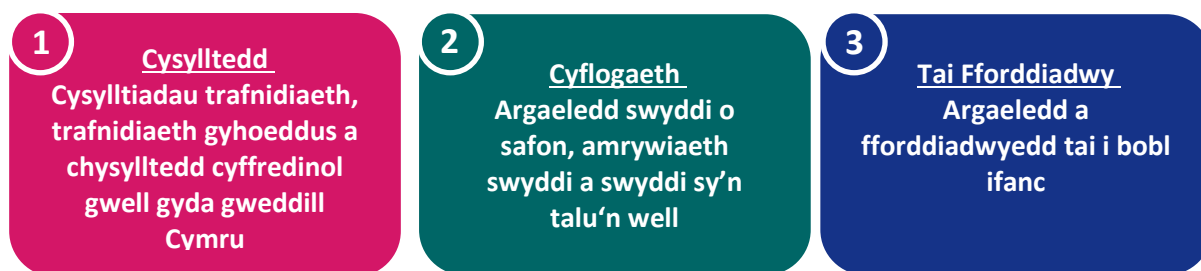 1
Cysylltedd
Cysylltiadau trafnidiaeth,
trafnidiaeth gyhoeddus a
chysylltedd cyffredinol
gwell gyda gweddill
Cymru
2
Cyflogaeth
Argaeledd swyddi o
safon, amrywiaeth
swyddi a swyddi sy’n
talu‘n well
3
Tai Fforddiadwy
Argaeledd a
fforddiadwyedd tai i bobl
ifanc